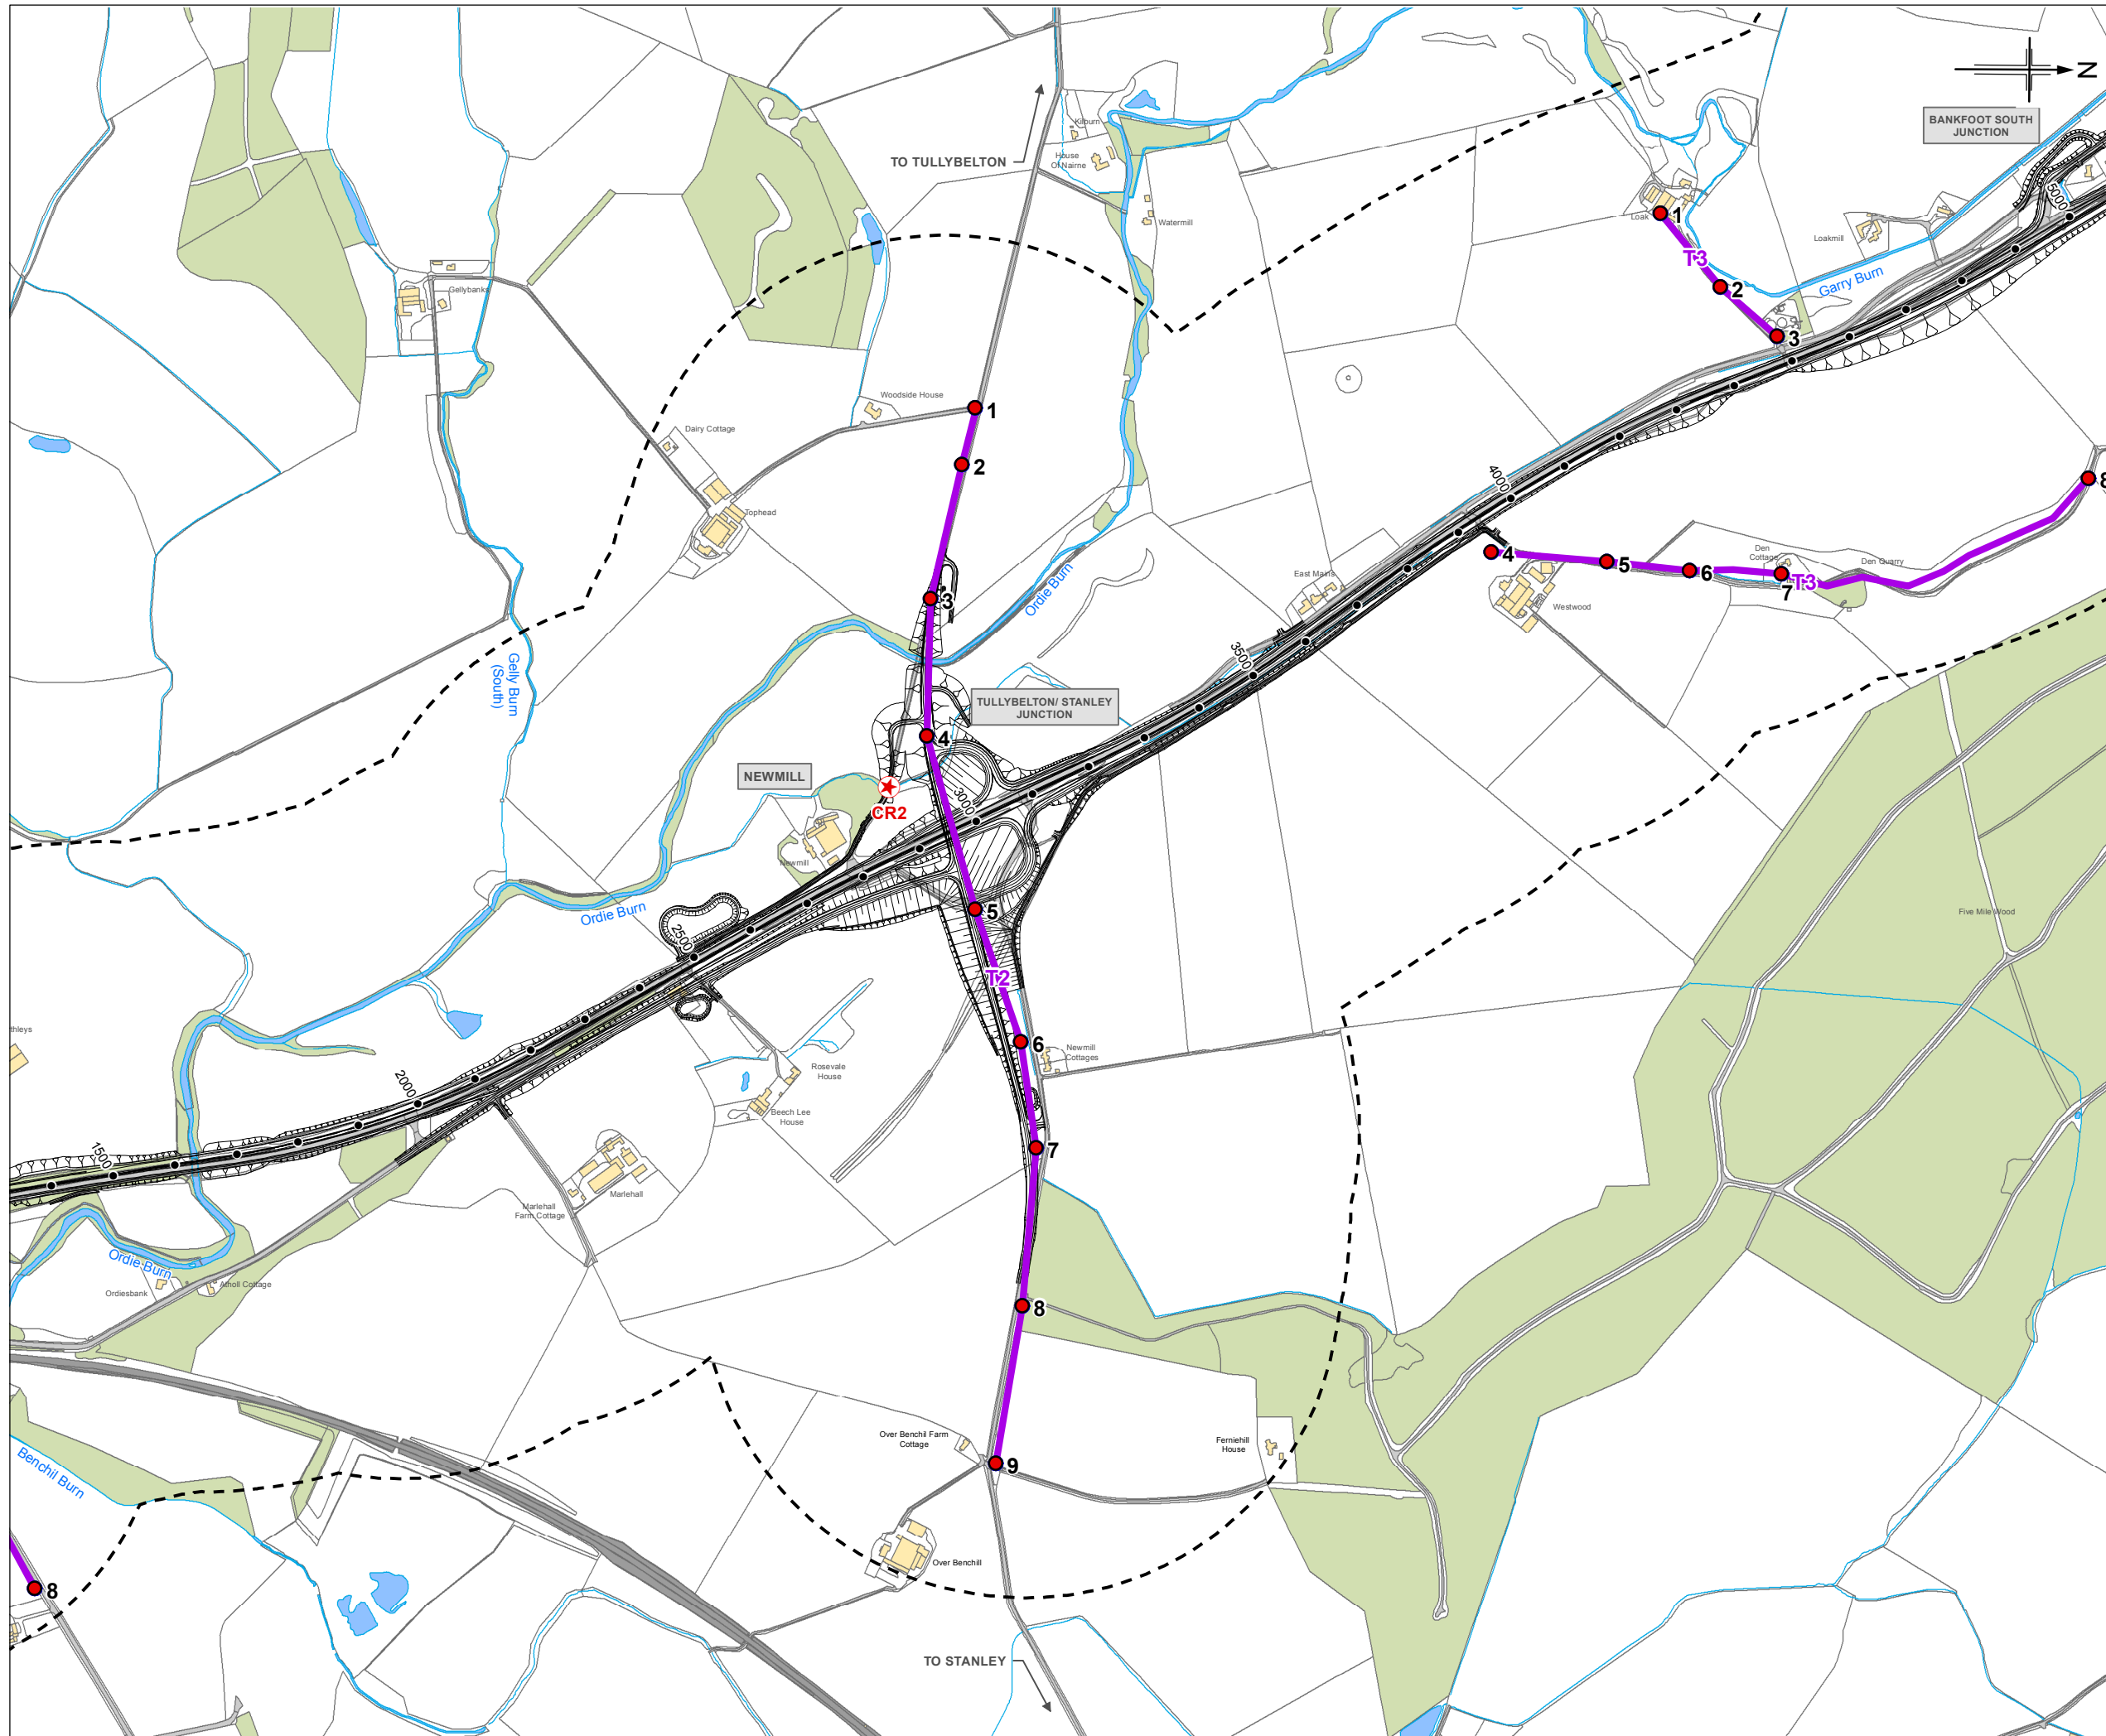 N
BANKFOOT SOUTH
JUNCTION
5000
Kilburn
TO TULLYBELTON
House
Of Nairne
Watermill
Loak
1
Loakmill
T3
Garry Burn
2
3
Gellybanks
Woodside House
1
Dairy Cottage
2
4000
8
Tophead
4
5
6
Den
Cottage
Den Quarry
7
T3
Westwood
East Mains
Ordie Burn
3
Gelly Burn
(South)
3500
TULLYBELTON/ STANLEY
JUNCTION
4
NEWMILL
CR2
3000
Newmill
5
Five Mile Wood
Ordie Burn
2500
T2
thleys
6
Newmill
Cottages
Rosevale
House
2000
Beech Lee
House
1500
7
Marlehall
Marlehall
Farm Cottage
Ordie Burn
Atholl Cottage
Ordiesbank
8
Over Benchil Farm
Cottage
Ferniehill
House
9
Benchil Burn
Over Benchill
8
TO STANLEY